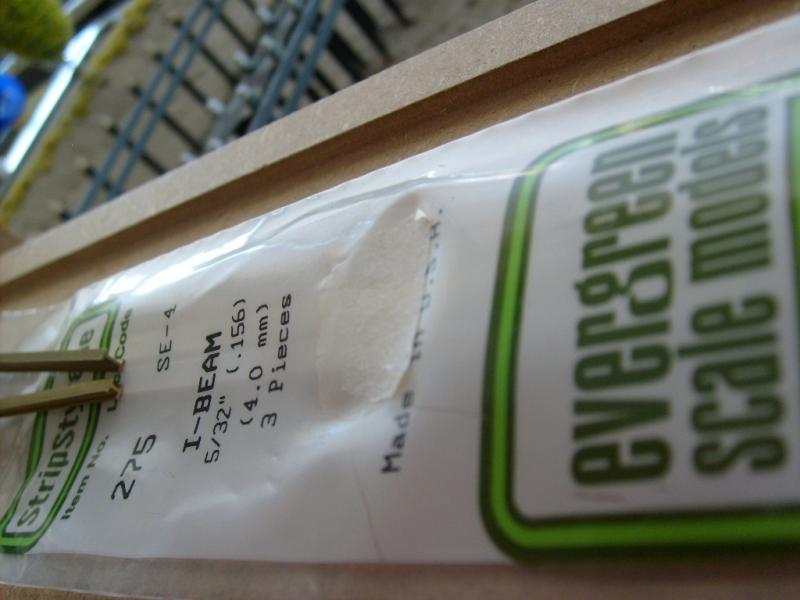 StripStyrene
Item No. Code
275 SE-4
I-BEAM
5/32" (.156)
(4.0 mm)
3 Pieces
Made in U.S.A.
evergreen
scale models